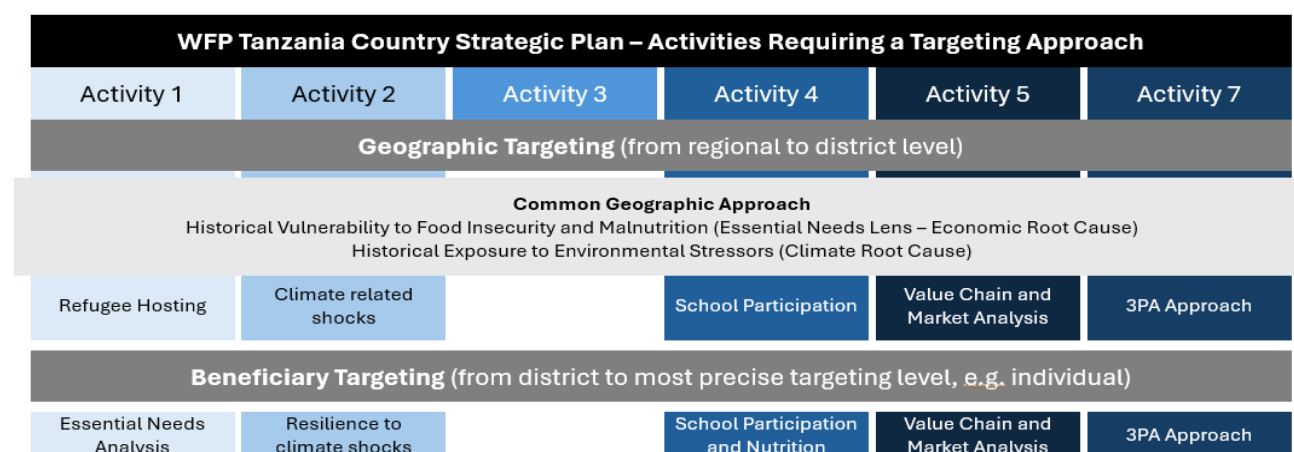 WFP Tanzania Country Strategic Plan – Activities Requiring a Targeting Approach
Activity 1
Activity 2
Activity 3
Activity 4
Activity 5
Activity 7
Geographic Targeting (from regional to district level)
Common Geographic Approach
Historical Vulnerability to Food Insecurity and Malnutrition (Essential Needs Lens – Economic Root Cause)
Historical Exposure to Environmental Stressors (Climate Root Cause)
Refugee Hosting
Climate related
shocks
School Participation
Value Chain and
Market Analysis
3PA Approach
Beneficiary Targeting (from district to most precise targeting level, e.g. individual)
Essential Needs
Analysis
Resilience to
climate shocks
School Participation
and Nutrition
Value Chain and
Market Analysis
3PA Approach